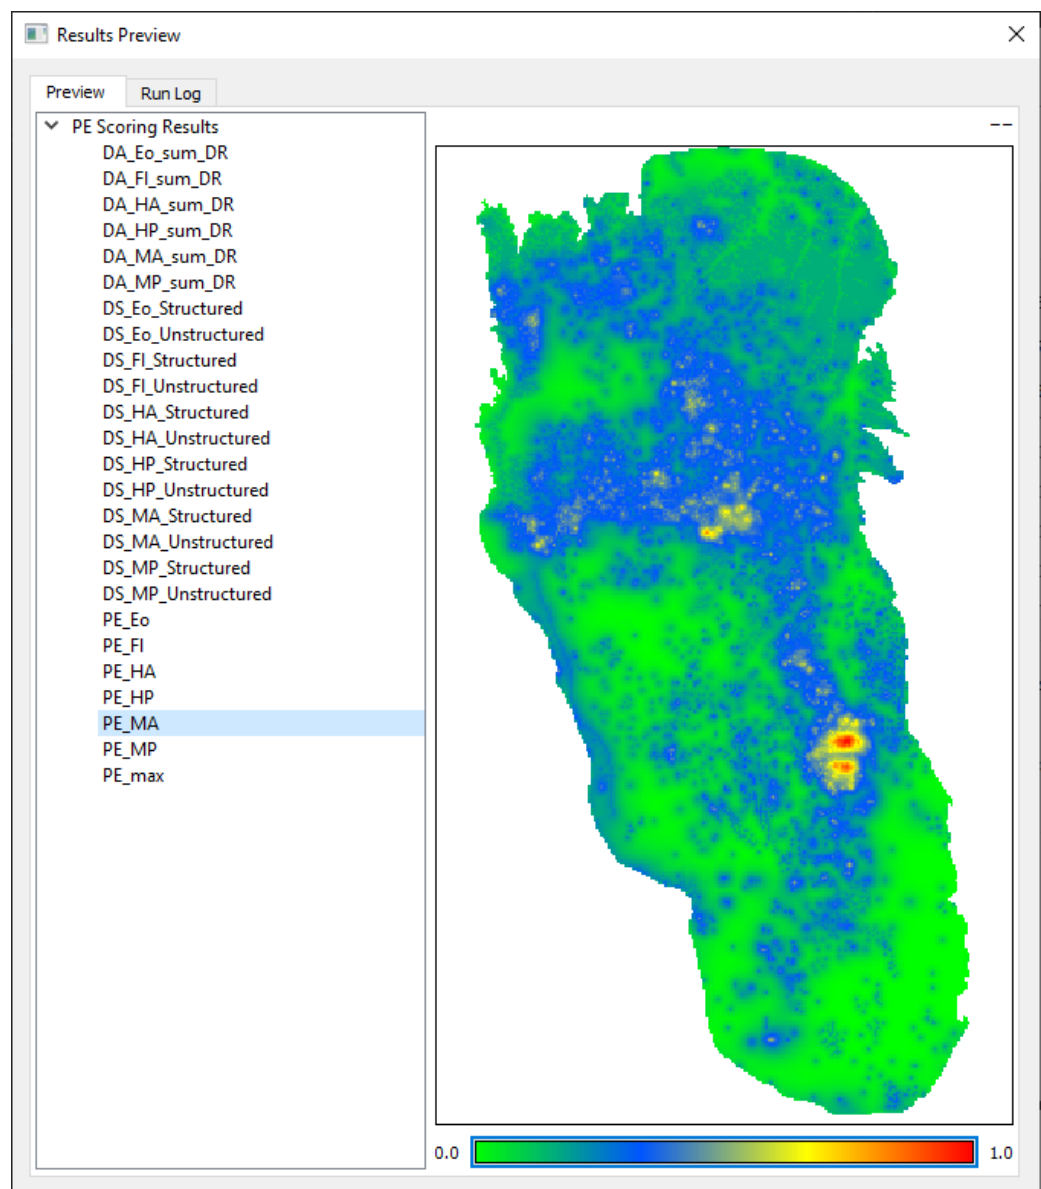 Results Preview
Preview
Run Log
PE Scoring Results
--
DA_Eo_sum_DR
DA_FI_sum_DR
DA_HA_sum_DR
DA_HP_sum_DR
DA_MA_sum_DR
DA_MP_sum_DR
DS_Eo_Structured
DS_Eo_Unstructured
DS_FI_Structured
DS_FI_Unstructured
DS_HA_Structured
DS_HA_Unstructured
DS_HP_Structured
DS_HP_Unstructured
DS_MA_Structured
DS_MA_Unstructured
DS_MP_Structured
DS_MP_Unstructured
PE_Eo
PE_FI
PE_HA
PE_HP
PE_MA
PE_MP
PE_max
0.0
1.0